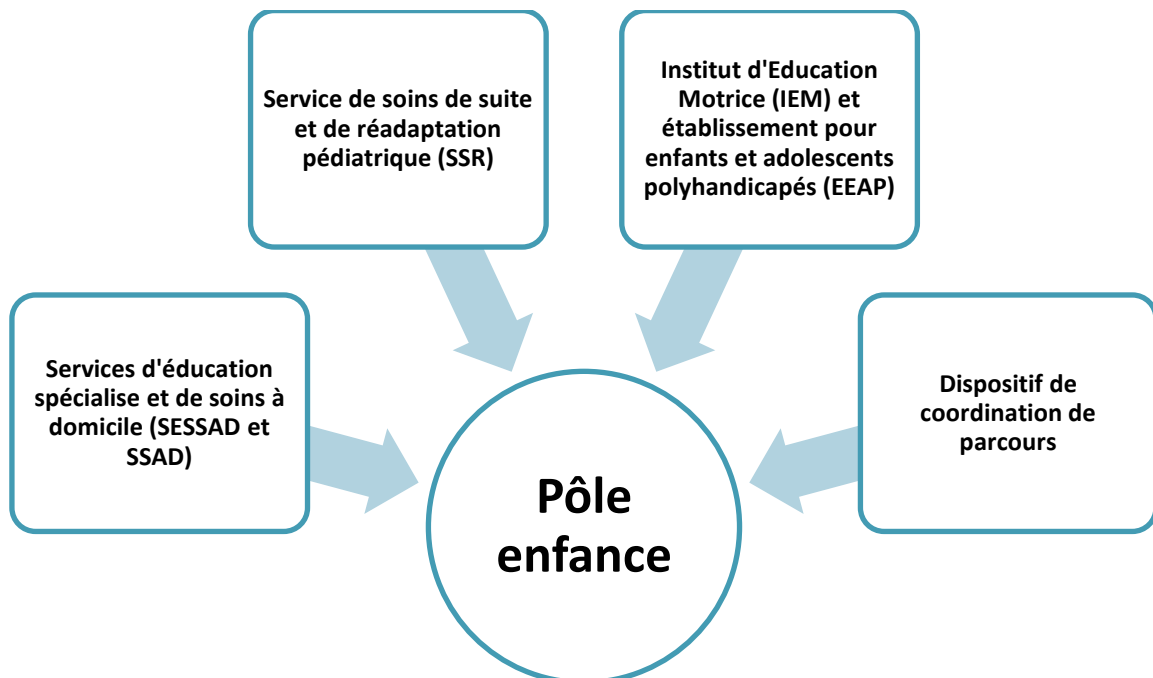 Service de soins de suite
et de réadaptation
pédiatrique (SSR)
Institut d'Education
Motrice (IEM) et
établissement pour
enfants et adolescents
polyhandicapés (EEAP)
Services d'éducation
spécialise et de soins à
domicile (SESSAD et
SSAD)
Dispositif de
coordination de
parcours
Pôle
enfance